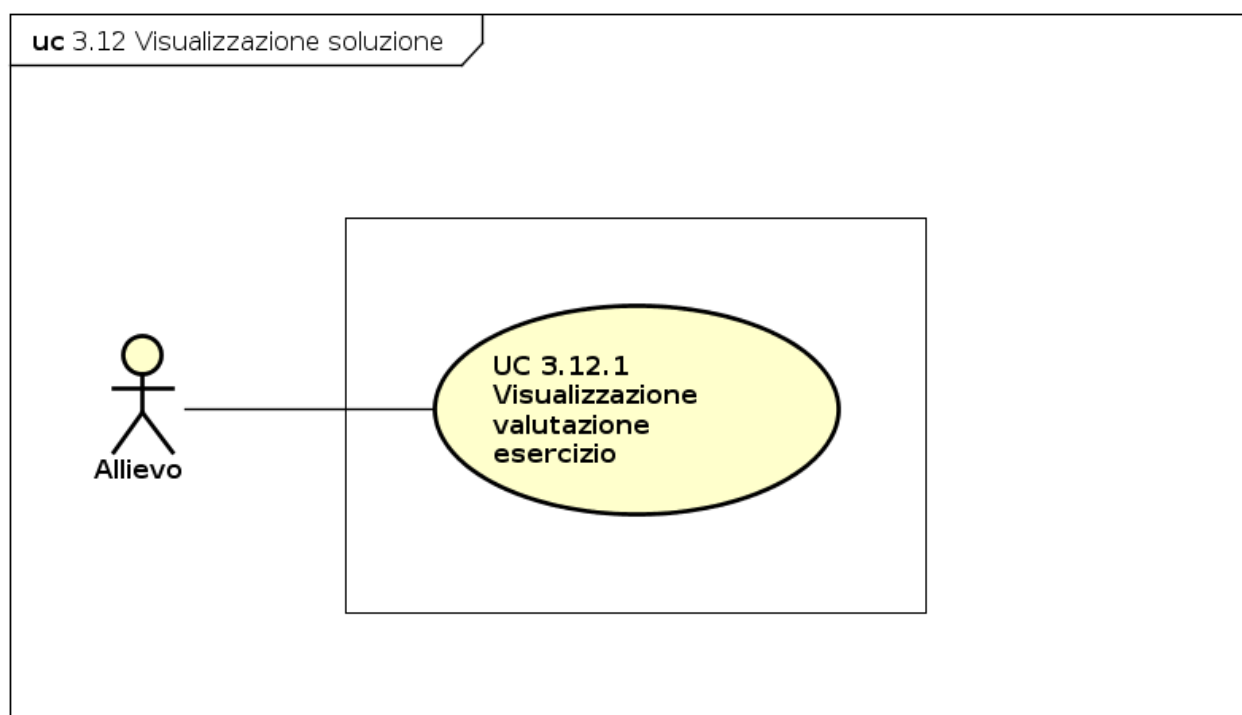 uc 3.12 Visualizzazione soluzione
UC 3.12.1
Visualizzazione
valutazione
esercizio
Allievo